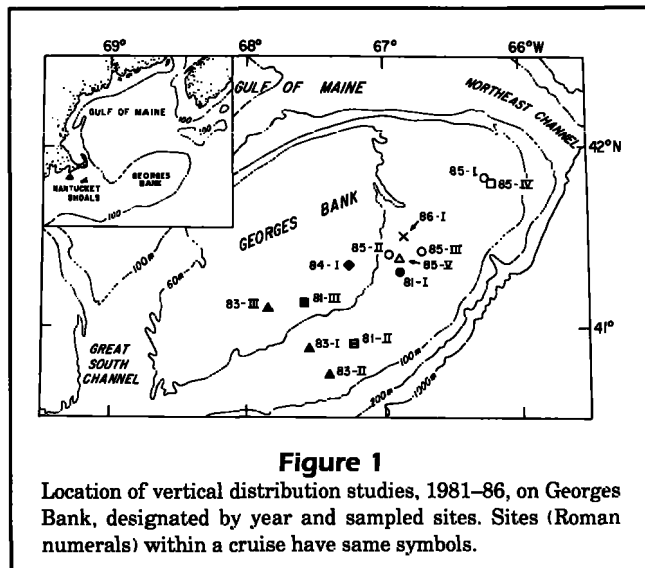 69° 68° 67° 66°W
GULF OF MAINE
NORTHEAST CHANNEL
GULF OF MAINE
100
100
NANTUCKET
SHOALS
GEORGES
BANK
100
42°N
85-I
85-IV
GEORGES BANK
86-I
85-II
85-III
85-V
84-I
81-I
100m
60m
83-III
81-III
41°
GREAT
SOUTH
CHANNEL
83-I
81-II
83-II
100m
200m
1000m
Figure 1
Location of vertical distribution studies, 1981–86, on Georges
Bank, designated by year and sampled sites. Sites (Roman
numerals) within a cruise have same symbols.